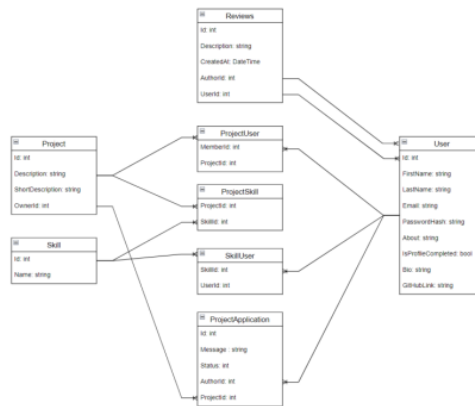 Reviews
Id: int
Description: string
CreatedAt: DateTime
AuthorId: int
UserId: int
Project
Id: int
Description: string
ShortDescription: string
OwnerId: int
Skill
Id: int
Name: string
ProjectUser
MemberId: int
ProjectId: int
ProjectSkill
ProjectId: int
SkillId: int
SkillUser
SkillId: int
UserId: int
ProjectApplication
Id: int
Message : string
Status: int
AuthorId: int
ProjectId: int
User
Id: int
FirstName: string
LastName: string
Email: string
PasswordHash: string
About: string
IsProfileCompleted: bool
Bio: string
GitHubLink: string